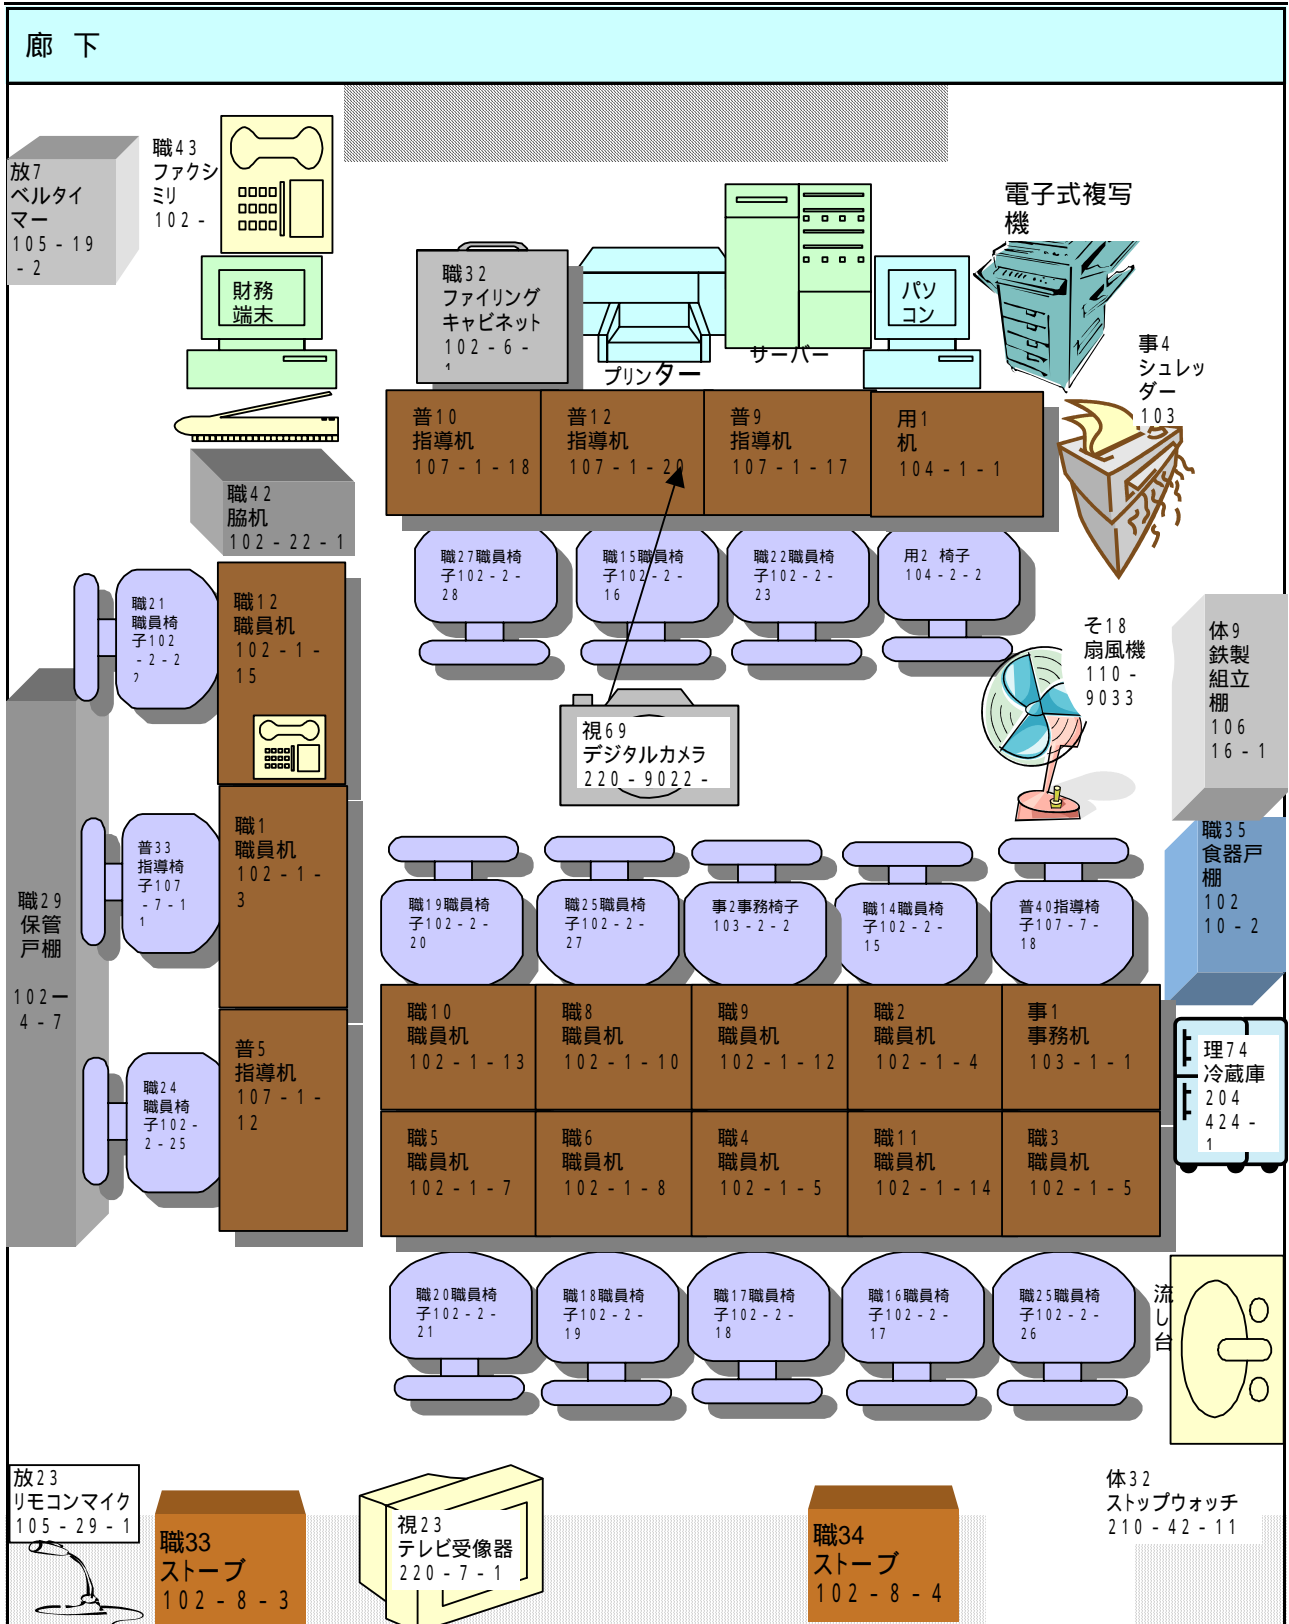 廊 下
放7
ベルタイ
マー
105-19
-2
職43
ファクシ
ミリ
102-
財務
端末
職32
ファイリング
キャビネット
102-6-
1
プリンター
サーバー
パソ
コン
電子式複写
機
事4
シュレッ
ダー
103
普10
指導机
107-1-18
普12
指導机
107-1-20
普9
指導机
107-1-17
用1
机
104-1-1
職42
脇机
102-22-1
職27職員椅
子102-2-
28
職15職員椅
子102-2-
16
職22職員椅
子102-2-
23
用2 椅子
104-2-2
職21
職員椅
子102
-2-2
2
職12
職員机
102-1-
15
そ18
扇風機
110-
9033
体9
鉄製
組立
棚
106
16-1
視69
デジタルカメラ
220-9022-
普33
指導椅
子107
-7-1
1
職1
職員机
102-1-
3
職29
保管
戸棚
102ー
4-7
職35
食器戸
棚
102
10-2
職19職員椅
子102-2-
20
職25職員椅
子102-2-
27
事2事務椅子
103-2-2
職14職員椅
子102-2-
15
普40指導椅
子107-7-
18
職24
職員椅
子102-
2-25
普5
指導机
107-1-
12
職10
職員机
102-1-13
職8
職員机
102-1-10
職9
職員机
102-1-12
職2
職員机
102-1-4
事1
事務机
103-1-1
理74
冷蔵庫
204
424-
1
職5
職員机
102-1-7
職6
職員机
102-1-8
職4
職員机
102-1-5
職11
職員机
102-1-14
職3
職員机
102-1-5
職20職員椅
子102-2-
21
職18職員椅
子102-2-
19
職17職員椅
子102-2-
18
職16職員椅
子102-2-
17
職25職員椅
子102-2-
26
流し台
放23
リモコンマイク
105-29-1
職33
ストーブ
102-8-3
視23
テレビ受像器
220-7-1
職34
ストーブ
102-8-4
体32
ストップウォッチ
210-42-11